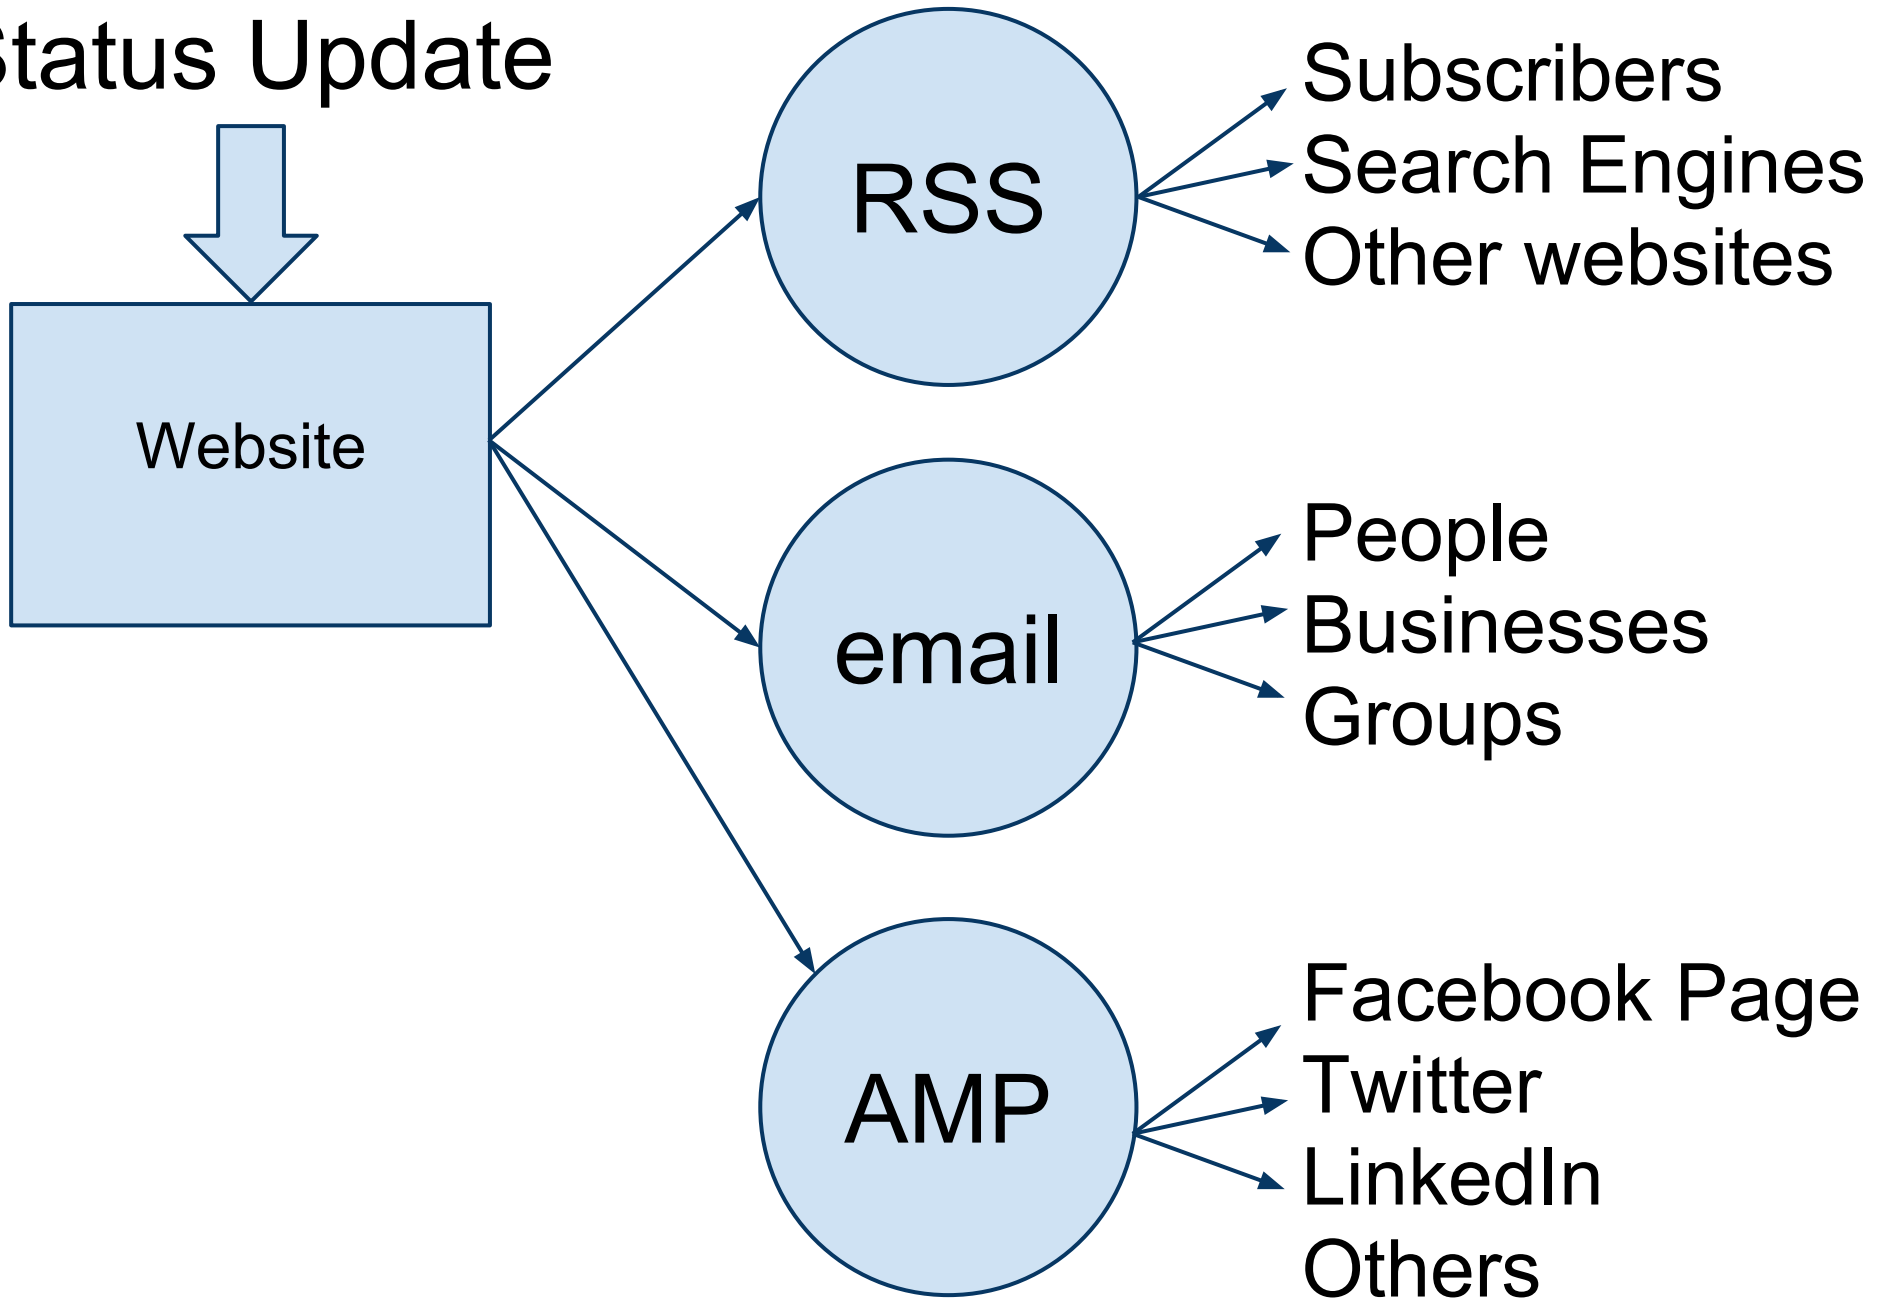 Status Update
Website
RSS
Subscribers
Search Engines
Other websites
email
People
Businesses
Groups
AMP
Facebook Page
Twitter
LinkedIn
Others